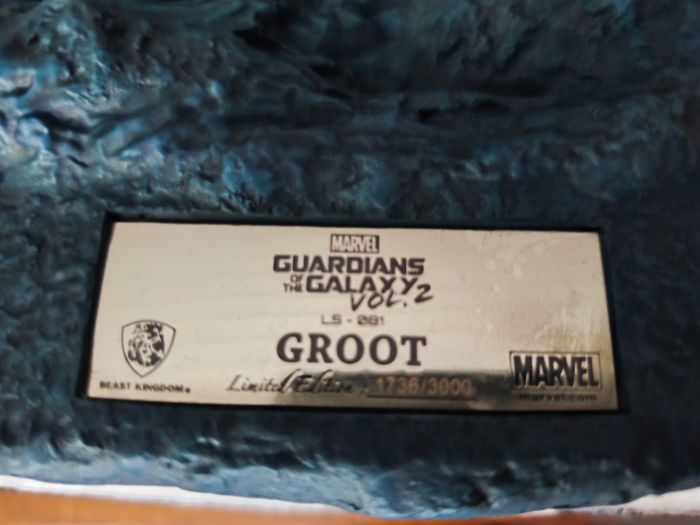 MARVEL
GUARDIANS
OF THE GALAXY
VOL. 2
LS - 081
GROOT
BEAST KINGDOM
Limited Edition 1736/3000
MARVEL
marvel.com